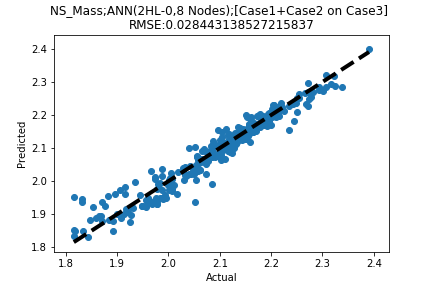 NS_Mass;ANN(2HL-0,8 Nodes);[Case1+Case2 on Case3]
RMSE:0.028443138527215837
2.4
2.3
2.2
2.1
2.0
1.9
1.8
Predicted
1.8 1.9 2.0 2.1 2.2 2.3 2.4
Actual